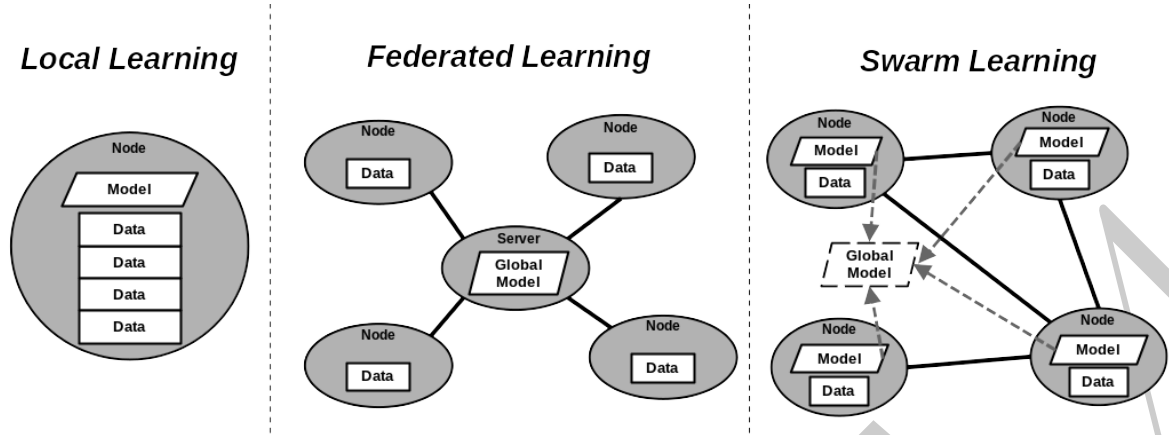 Local Learning
Node
Model
Data
Data
Data
Data
Federated Learning
Node
Data
Node
Data
Server
Global
Model
Node
Data
Node
Data
Swarm Learning
Node
Model
Data
Node
Model
Data
Global
Model
Node
Model
Data
Node
Model
Data